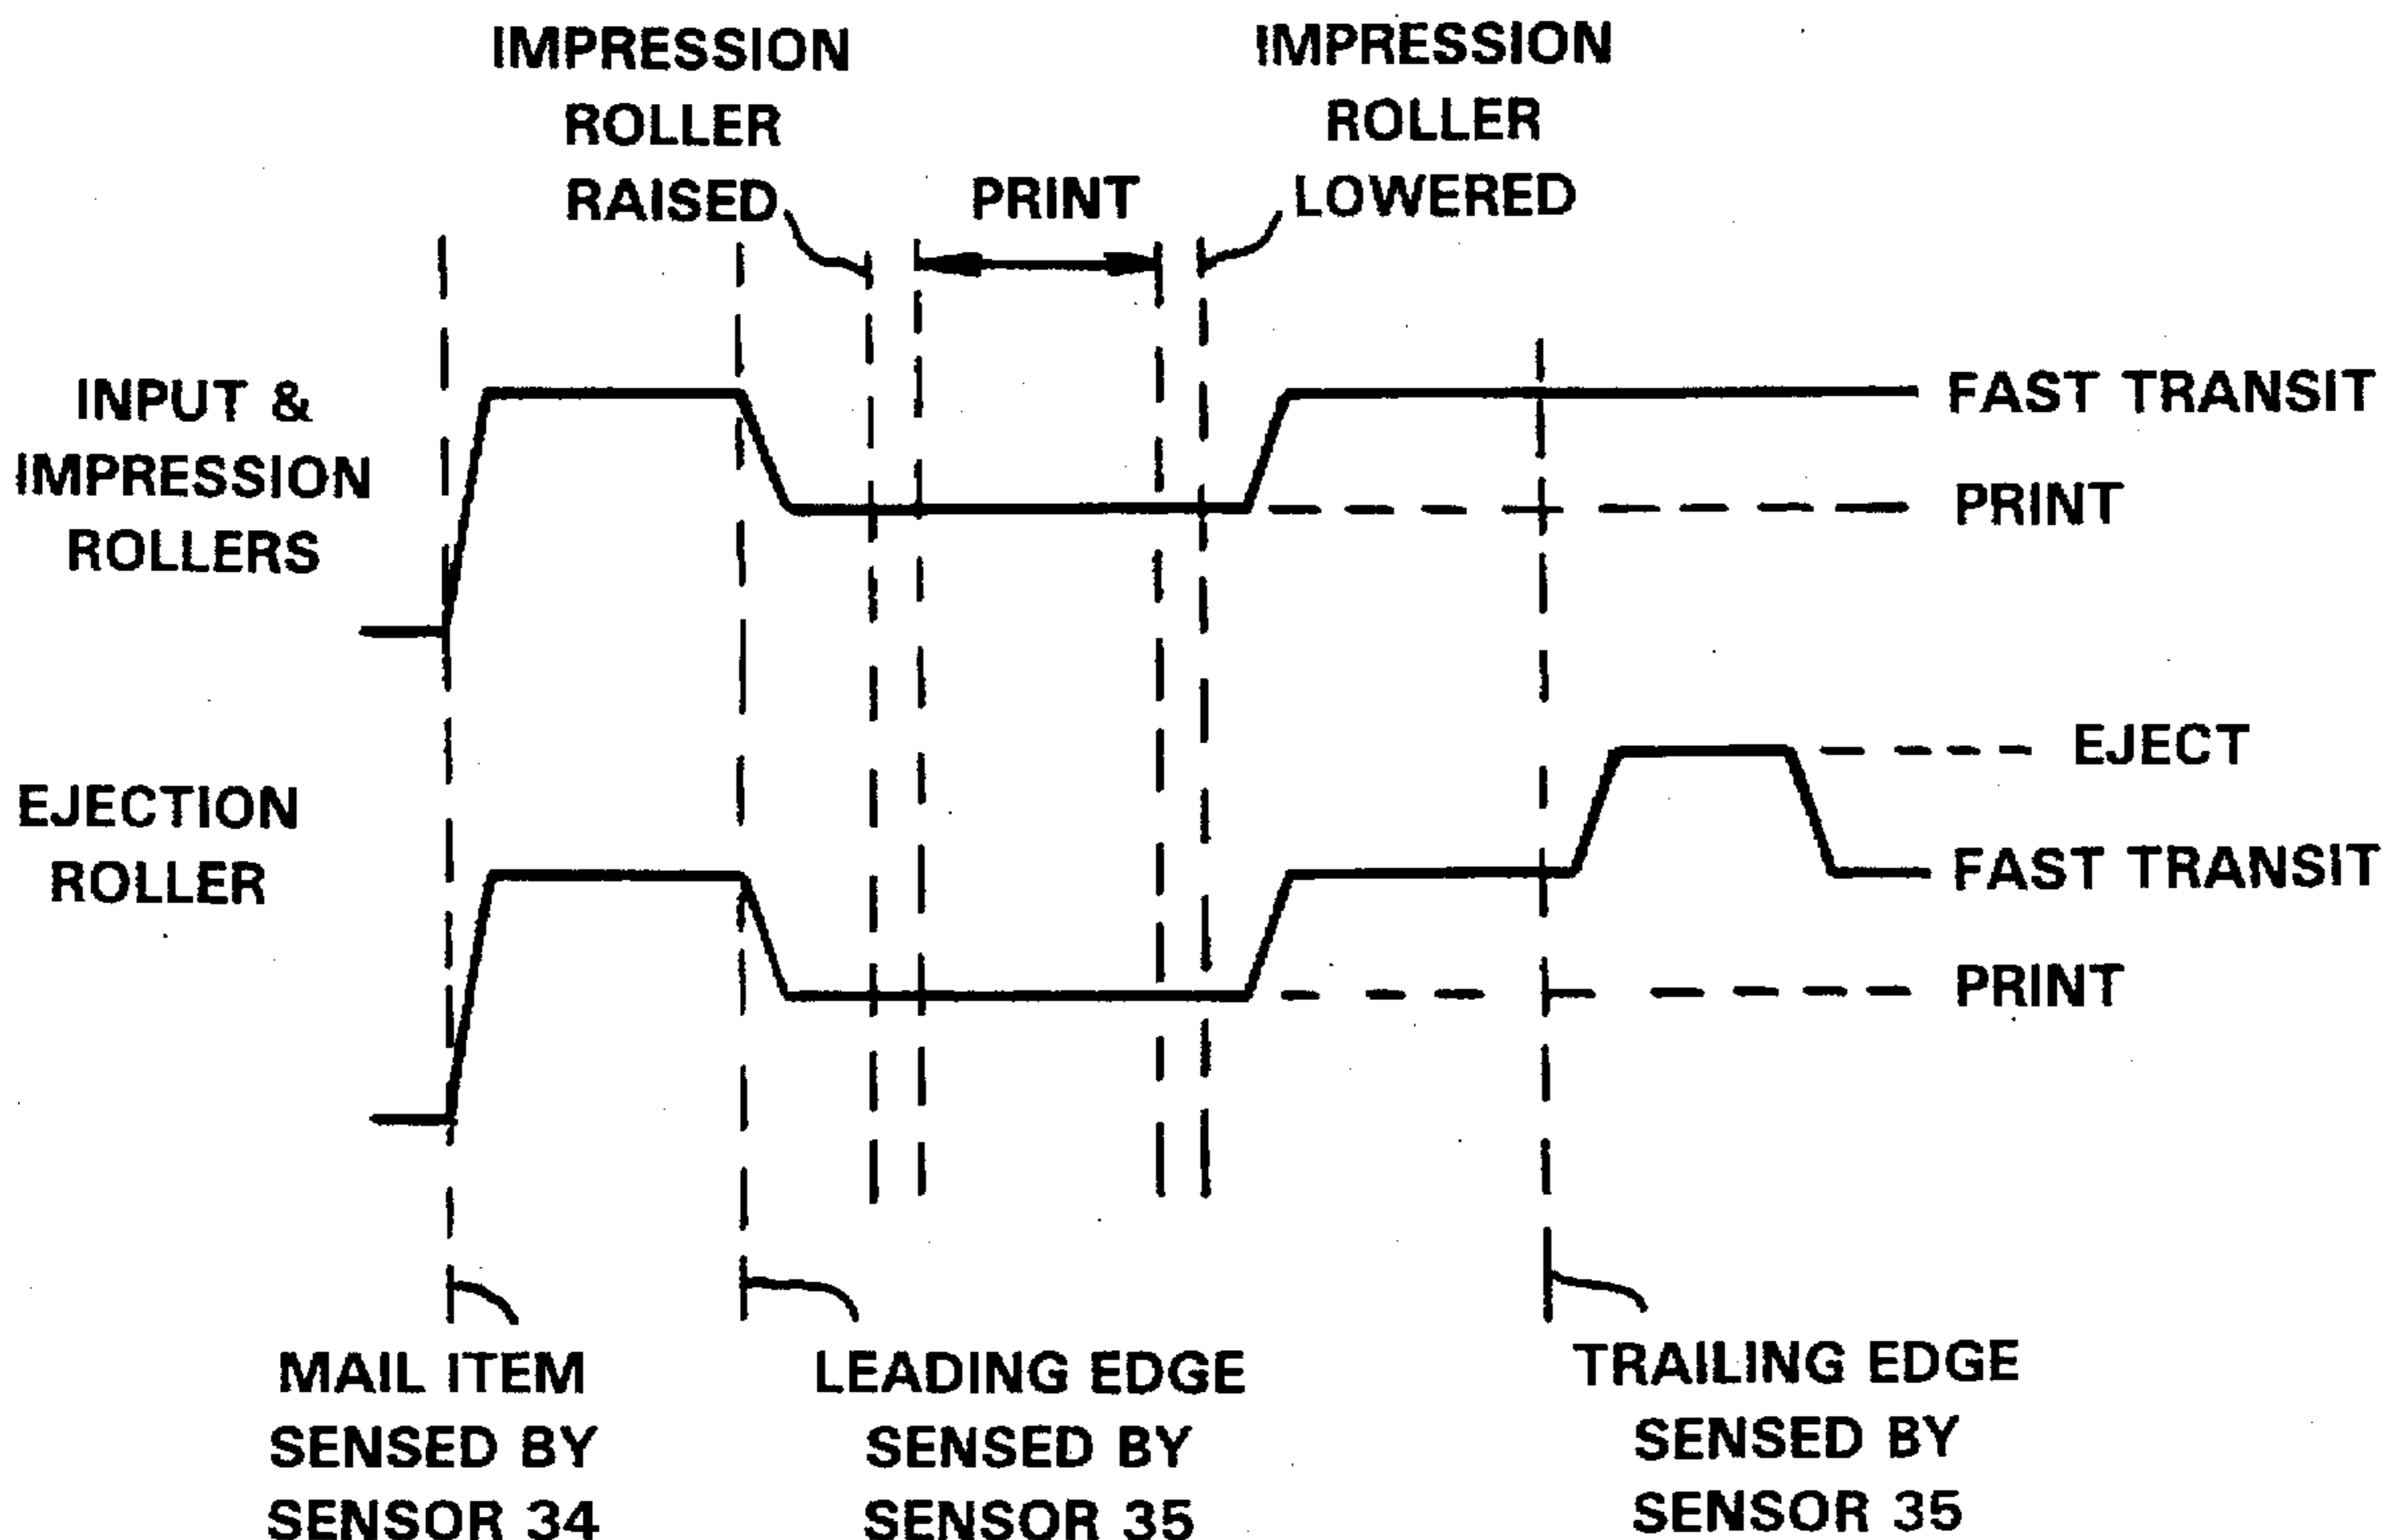 IMPRESSION
ROLLER
RAISED
PRINT
IMPRESSION
ROLLER
LOWERED
INPUT &
IMPRESSION
ROLLERS
FAST TRANSIT
PRINT
EJECTION
ROLLER
EJECT
FAST TRANSIT
PRINT
MAIL ITEM
SENSED BY
SENSOR 34
LEADING EDGE
SENSED BY
SENSOR 35
TRAILING EDGE
SENSED BY
SENSOR 35